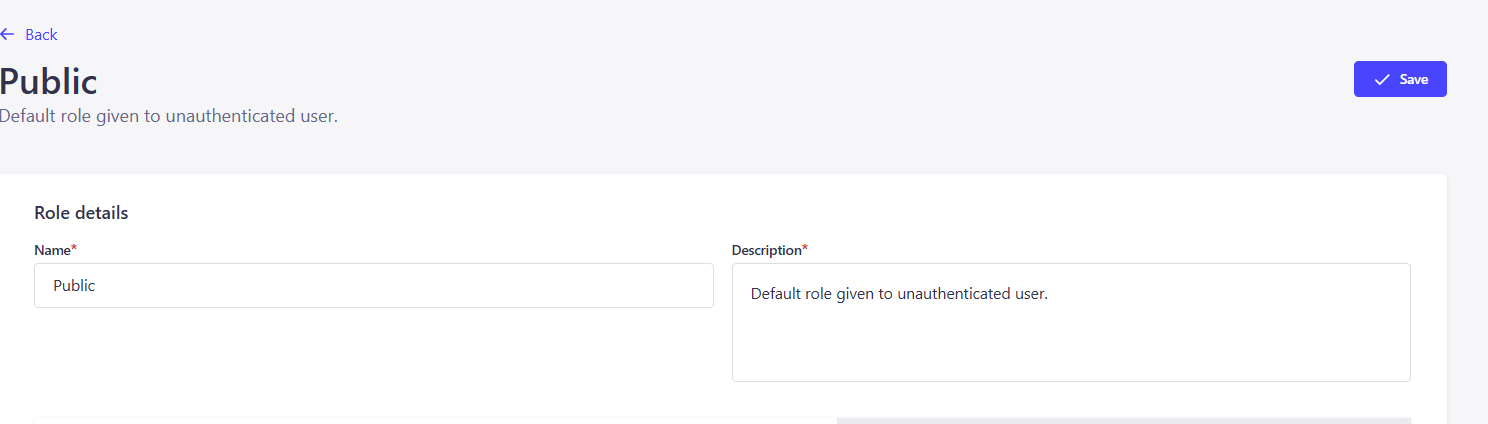 Back
Public
Save
Default role given to unauthenticated user.
Role details
Name*
Description*
Public
Default role given to unauthenticated user.